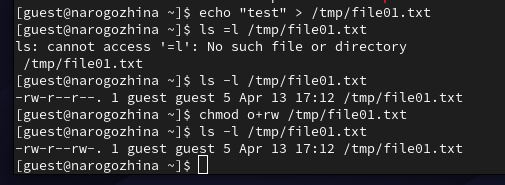 [guest@narogozhina ~]$ echo "test" > /tmp/file01.txt
[guest@narogozhina ~]$ ls =l /tmp/file01.txt
ls: cannot access '=l': No such file or directory
 /tmp/file01.txt
[guest@narogozhina ~]$ ls -l /tmp/file01.txt
-rw-r--r--. 1 guest guest 5 Apr 13 17:12 /tmp/file01.txt
[guest@narogozhina ~]$ chmod o+rw /tmp/file01.txt
[guest@narogozhina ~]$ ls -l /tmp/file01.txt
-rw-r--rw-. 1 guest guest 5 Apr 13 17:12 /tmp/file01.txt
[guest@narogozhina ~]$